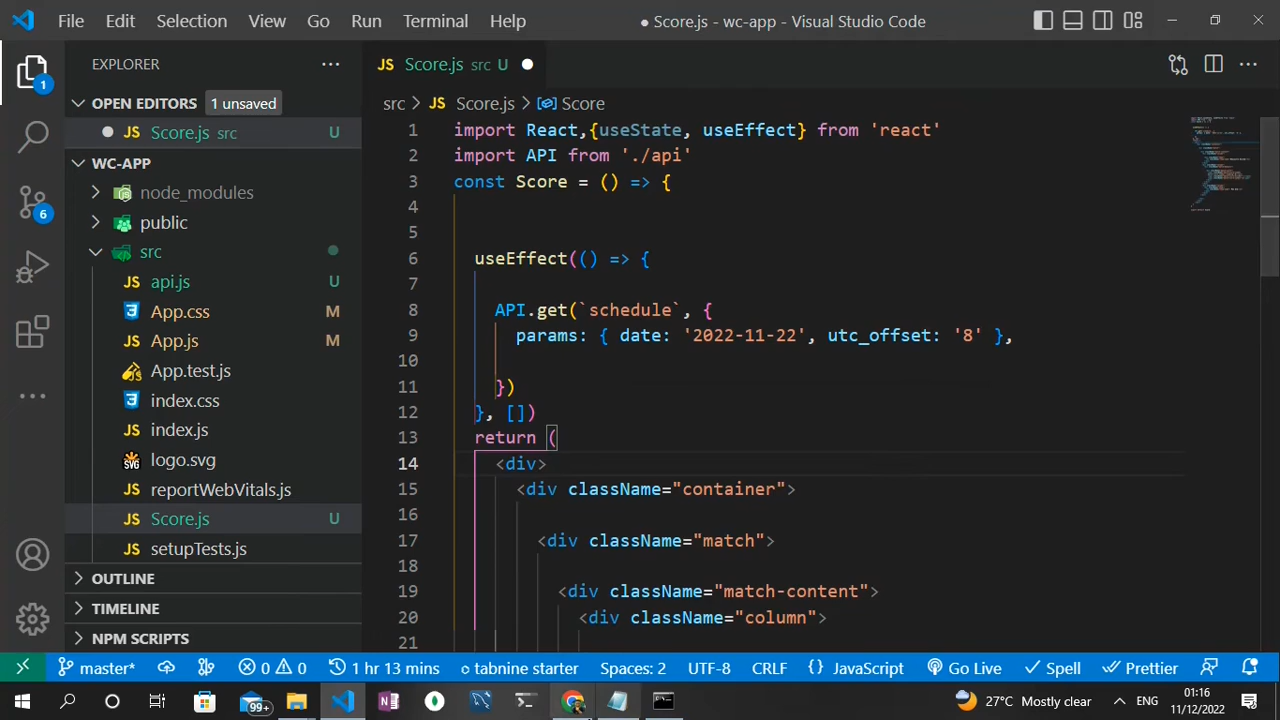 File Edit Selection View Go Run Terminal Help ● Score.js - wc-app - Visual Studio Code
EXPLORER
OPEN EDITORS 1 unsaved
JS Score.js src U
WC-APP
node_modules
public
src
JS api.js U
App.css M
JS App.js M
App.test.js
index.css
JS index.js
logo.svg
JS reportWebVitals.js
JS Score.js U
JS setupTests.js
OUTLINE
TIMELINE
NPM SCRIPTS
1
6
JS Score.js src U
src > JS Score.js > Score
1 import React,{useState, useEffect} from 'react'
2 import API from './api'
3 const Score = () => {
4
5
6 useEffect(() => {
7
8 API.get(`schedule`, {
9 params: { date: '2022-11-22', utc_offset: '8' },
10
11 })
12 }, [])
13 return (
14 <div>
15 <div className="container">
16
17 <div className="match">
18
19 <div className="match-content">
20 <div className="column">
21
master* 0 0 1 hr 13 mins tabnine starter Spaces: 2 UTF-8 CRLF {} JavaScript Go Live Spell Prettier
99+ 27°C Mostly clear ENG 01:16
11/12/2022